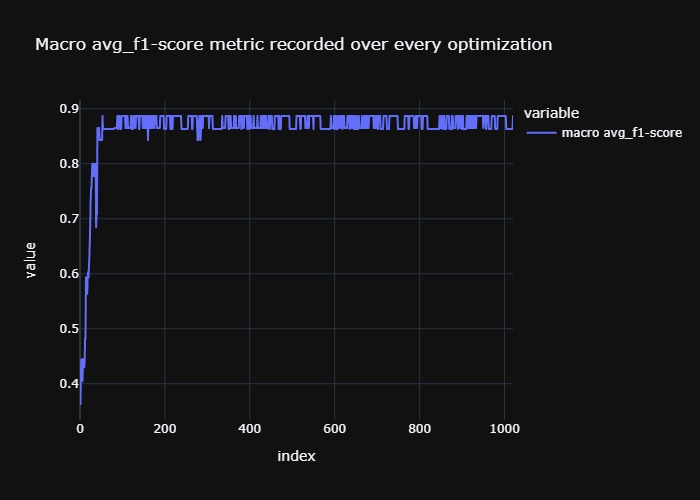 Macro avg_f1-score metric recorded over every optimization
0.9
0.8
0.7
0.6
0.5
0.4
value
0 200 400 600 800 1000
index
variable
macro avg_f1-score